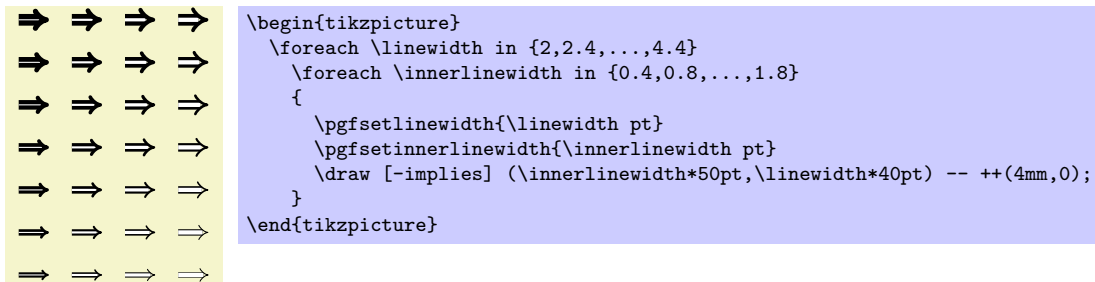 \begin{tikzpicture}
  \foreach \linewidth in {2,2.4,...,4.4}
    \foreach \innerlinewidth in {0.4,0.8,...,1.8}
    {
      \pgfsetlinewidth{\linewidth pt}
      \pgfsetinnerlinewidth{\innerlinewidth pt}
      \draw [-implies] (\innerlinewidth*50pt,\linewidth*40pt) -- ++(4mm,0);
    }
\end{tikzpicture}